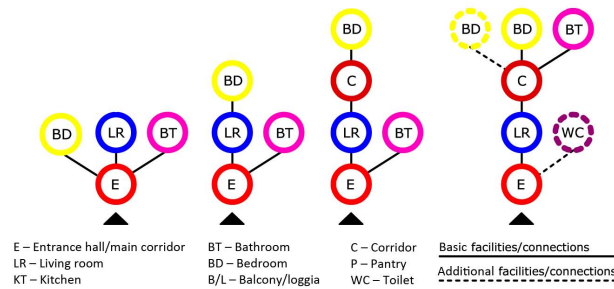 BD
BD
BD
BT
BD
C
C
BD
LR
BT
LR
BT
LR
BT
LR
WC
E
E
E
E
E – Entrance hall/main corridor
LR – Living room
KT – Kitchen
BT – Bathroom
BD – Bedroom
B/L – Balcony/loggia
C – Corridor
P – Pantry
WC – Toilet
Basic facilities/connections
Additional facilities/connections